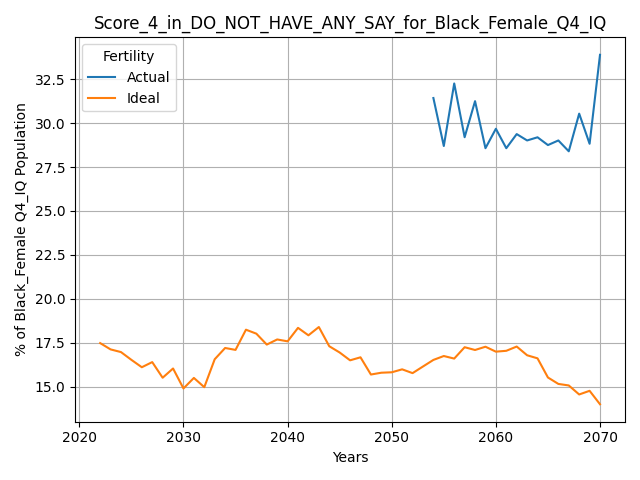 Score_4_in_DO_NOT_HAVE_ANY_SAY_for_Black_Female_Q4_IQ
Fertility
Actual
Ideal
% of Black_Female Q4_IQ Population
32.5
30.0
27.5
25.0
22.5
20.0
17.5
15.0
2020 2030 2040 2050 2060 2070
Years